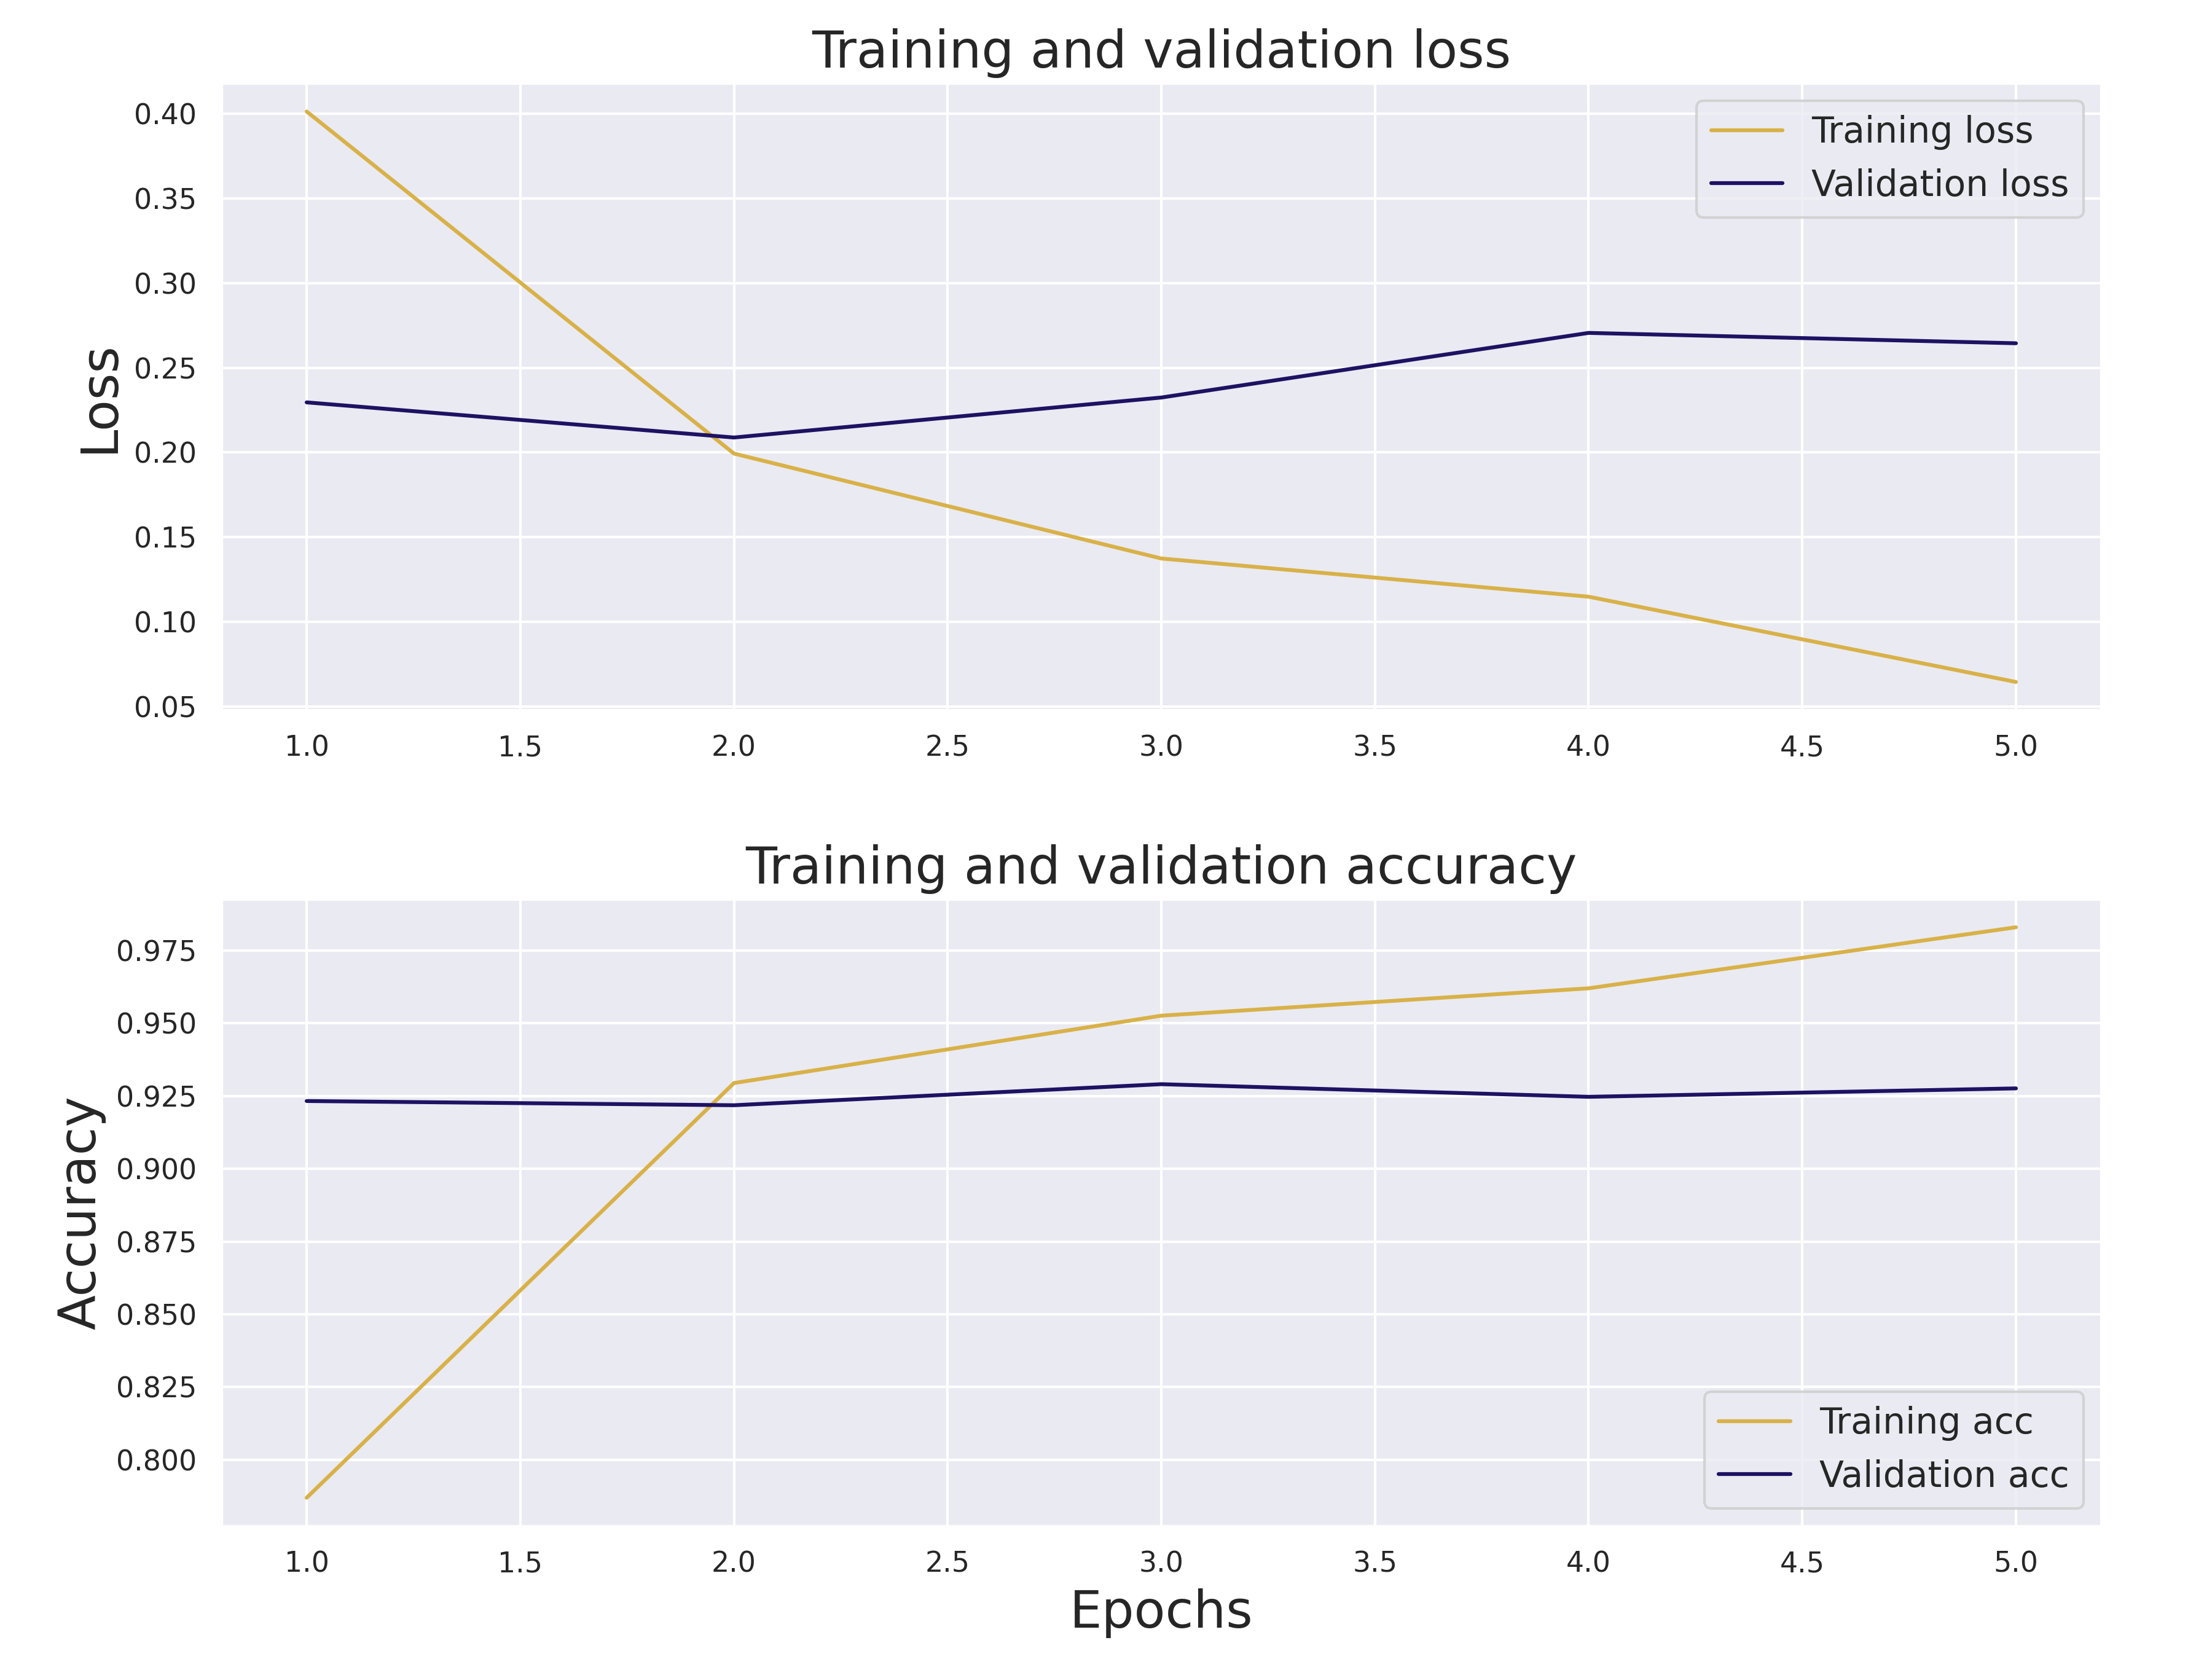 Training and validation loss
0.40
0.35
0.30
0.25
0.20
0.15
0.10
0.05
Loss
Training loss
Validation loss
1.0 1.5 2.0 2.5 3.0 3.5 4.0 4.5 5.0
Training and validation accuracy
0.975
0.950
0.925
0.900
0.875
0.850
0.825
0.800
Accuracy
Training acc
Validation acc
1.0 1.5 2.0 2.5 3.0 3.5 4.0 4.5 5.0
Epochs